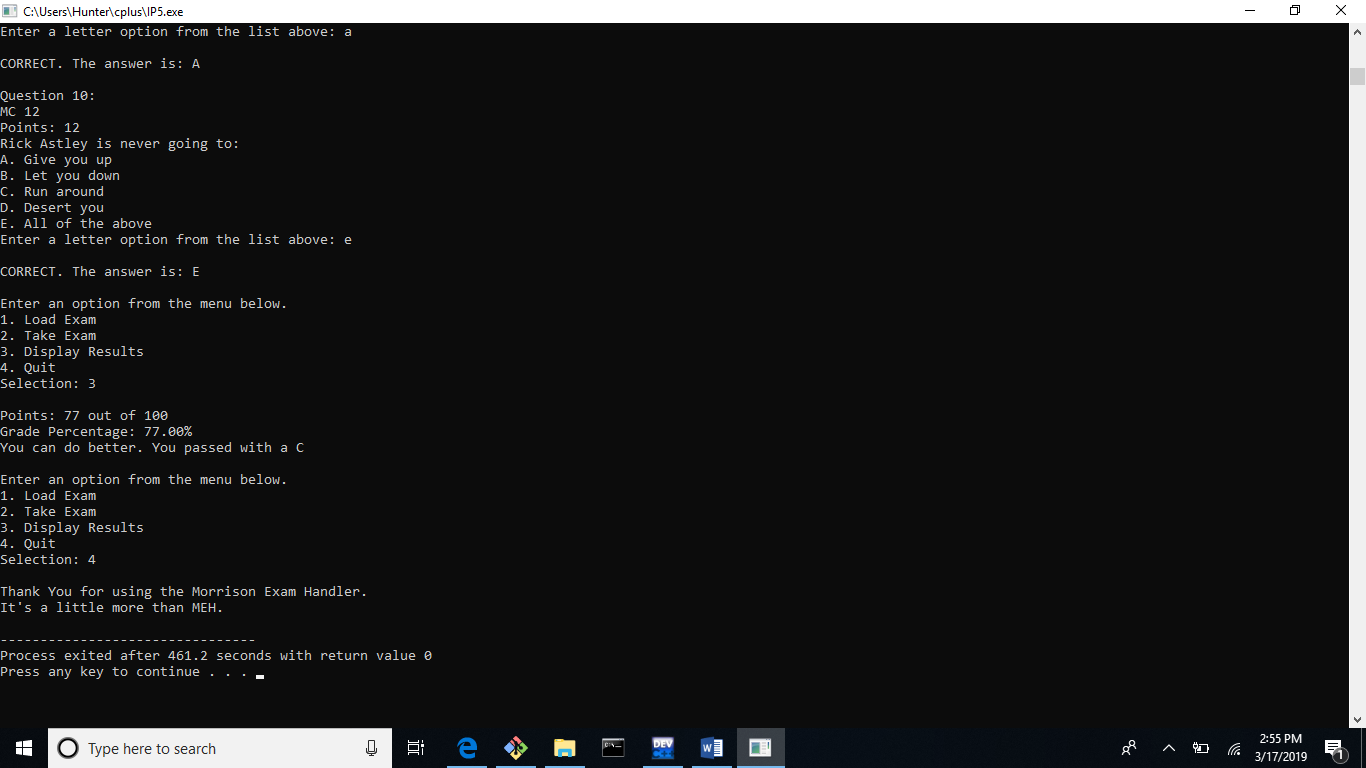 C:\Users\Hunter\cplus\IP5.exe
Enter a letter option from the list above: a
CORRECT. The answer is: A
Question 10:
MC 12
Points: 12
Rick Astley is never going to:
A. Give you up
B. Let you down
C. Run around
D. Desert you
E. All of the above
Enter a letter option from the list above: e
CORRECT. The answer is: E
Enter an option from the menu below.
1. Load Exam
2. Take Exam
3. Display Results
4. Quit
Selection: 3
Points: 77 out of 100
Grade Percentage: 77.00%
You can do better. You passed with a C
Enter an option from the menu below.
1. Load Exam
2. Take Exam
3. Display Results
4. Quit
Selection: 4
Thank You for using the Morrison Exam Handler.
It's a little more than MEH.
--------------------------------
Process exited after 461.2 seconds with return value 0
Press any key to continue . . .
Type here to search
DEV
2:55 PM
3/17/2019
1